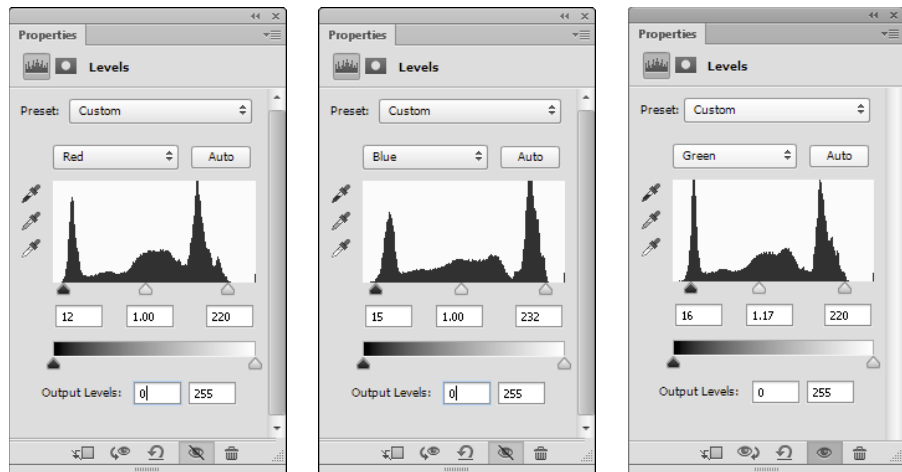 Properties
Levels
Preset: Custom
Red Auto
12 1.00 220
Output Levels: 0 255
Properties
Levels
Preset: Custom
Blue Auto
15 1.00 232
Output Levels: 0 255
Properties
Levels
Preset: Custom
Green Auto
16 1.17 220
Output Levels: 0 255